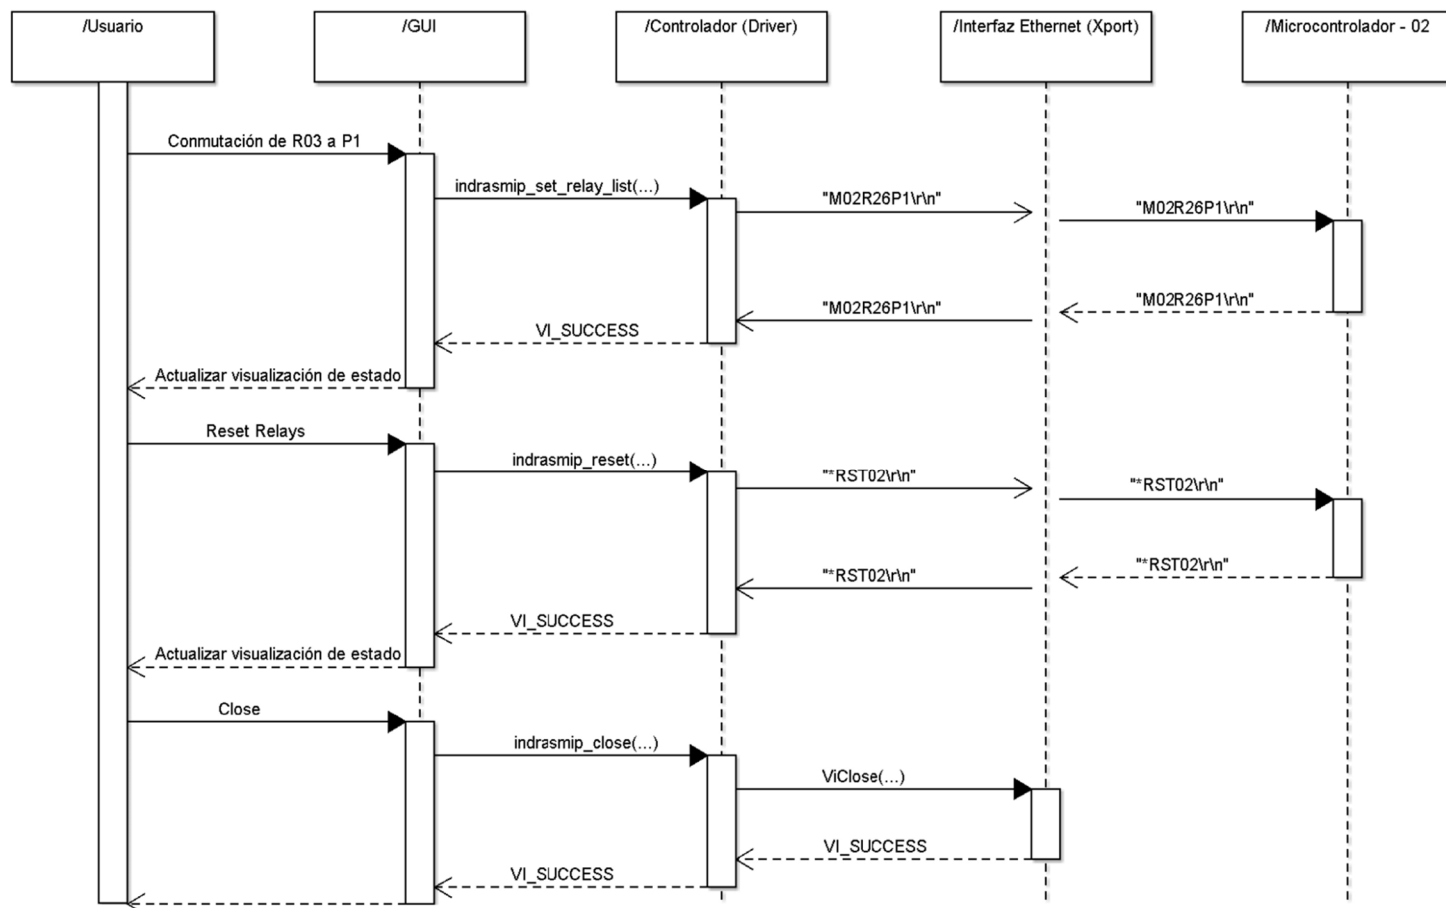 /Usuario
/GUI
/Controlador (Driver)
/Interfaz Ethernet (Xport)
/Microcontrolador - 02
Conmutación de R03 a P1
indrasmip_set_relay_list(...)
"M02R26P1\r\n"
"M02R26P1\r\n"
"M02R26P1\r\n"
"M02R26P1\r\n"
VI_SUCCESS
Actualizar visualización de estado
Reset Relays
indrasmip_reset(...)
"*RST02\r\n"
"*RST02\r\n"
"*RST02\r\n"
"*RST02\r\n"
VI_SUCCESS
Actualizar visualización de estado
Close
indrasmip_close(...)
ViClose(...)
VI_SUCCESS
VI_SUCCESS